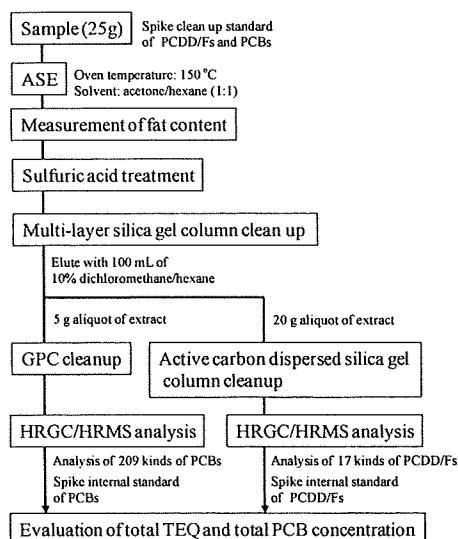 Sample (25g)
Spike clean up standard
of PCDD/Fs and PCBs
ASE
Oven temperature: 150 °C
Solvent: acetone/hexane (1:1)
Measurement of fat content
Sulfuric acid treatment
Multi-layer silica gel column clean up
Elute with 100 mL of
10% dichloromethane/hexane
5 g aliquot of extract
20 g aliquot of extract
GPC cleanup
Active carbon dispersed silica gel
column cleanup
HRGC/HRMS analysis
HRGC/HRMS analysis
Analysis of 209 kinds of PCBs
Spike internal standard
of PCBs
Analysis of 17 kinds of PCDD/Fs
Spike internal standard
of PCDD/Fs
Evaluation of total TEQ and total PCB concentration